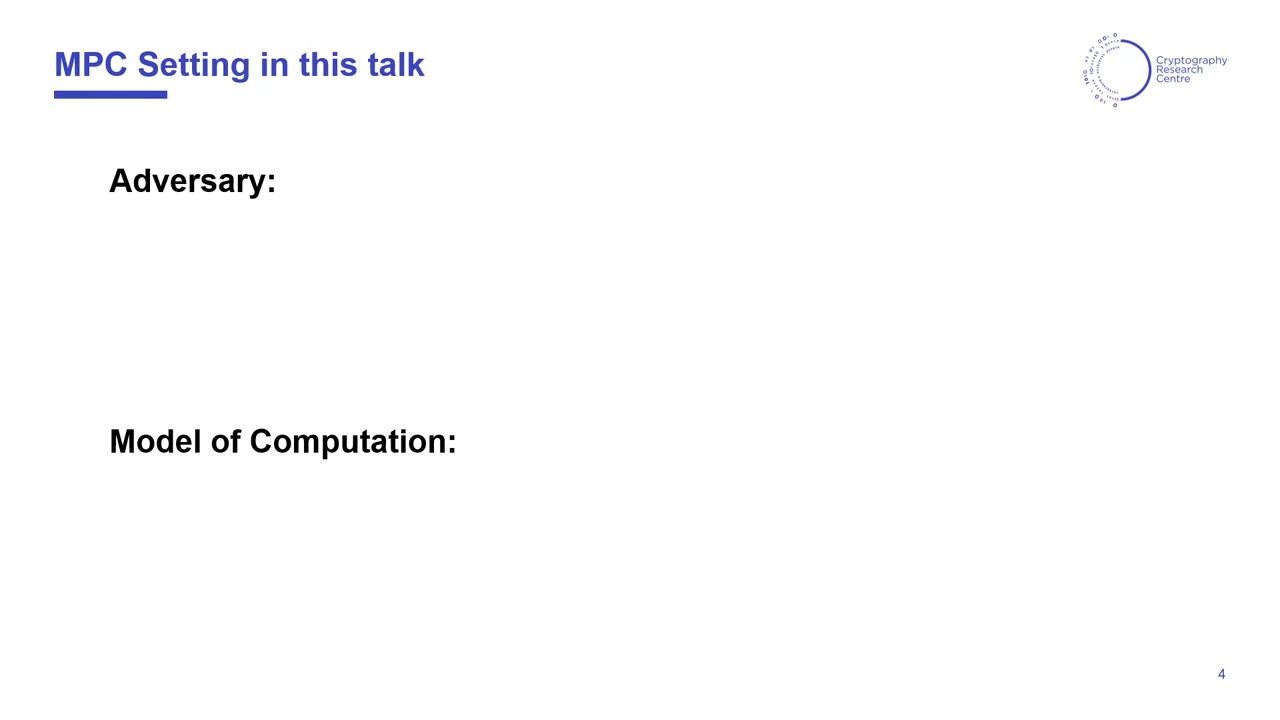 MPC Setting in this talk
Cryptography
Research
Centre
Adversary:
Model of Computation:
4